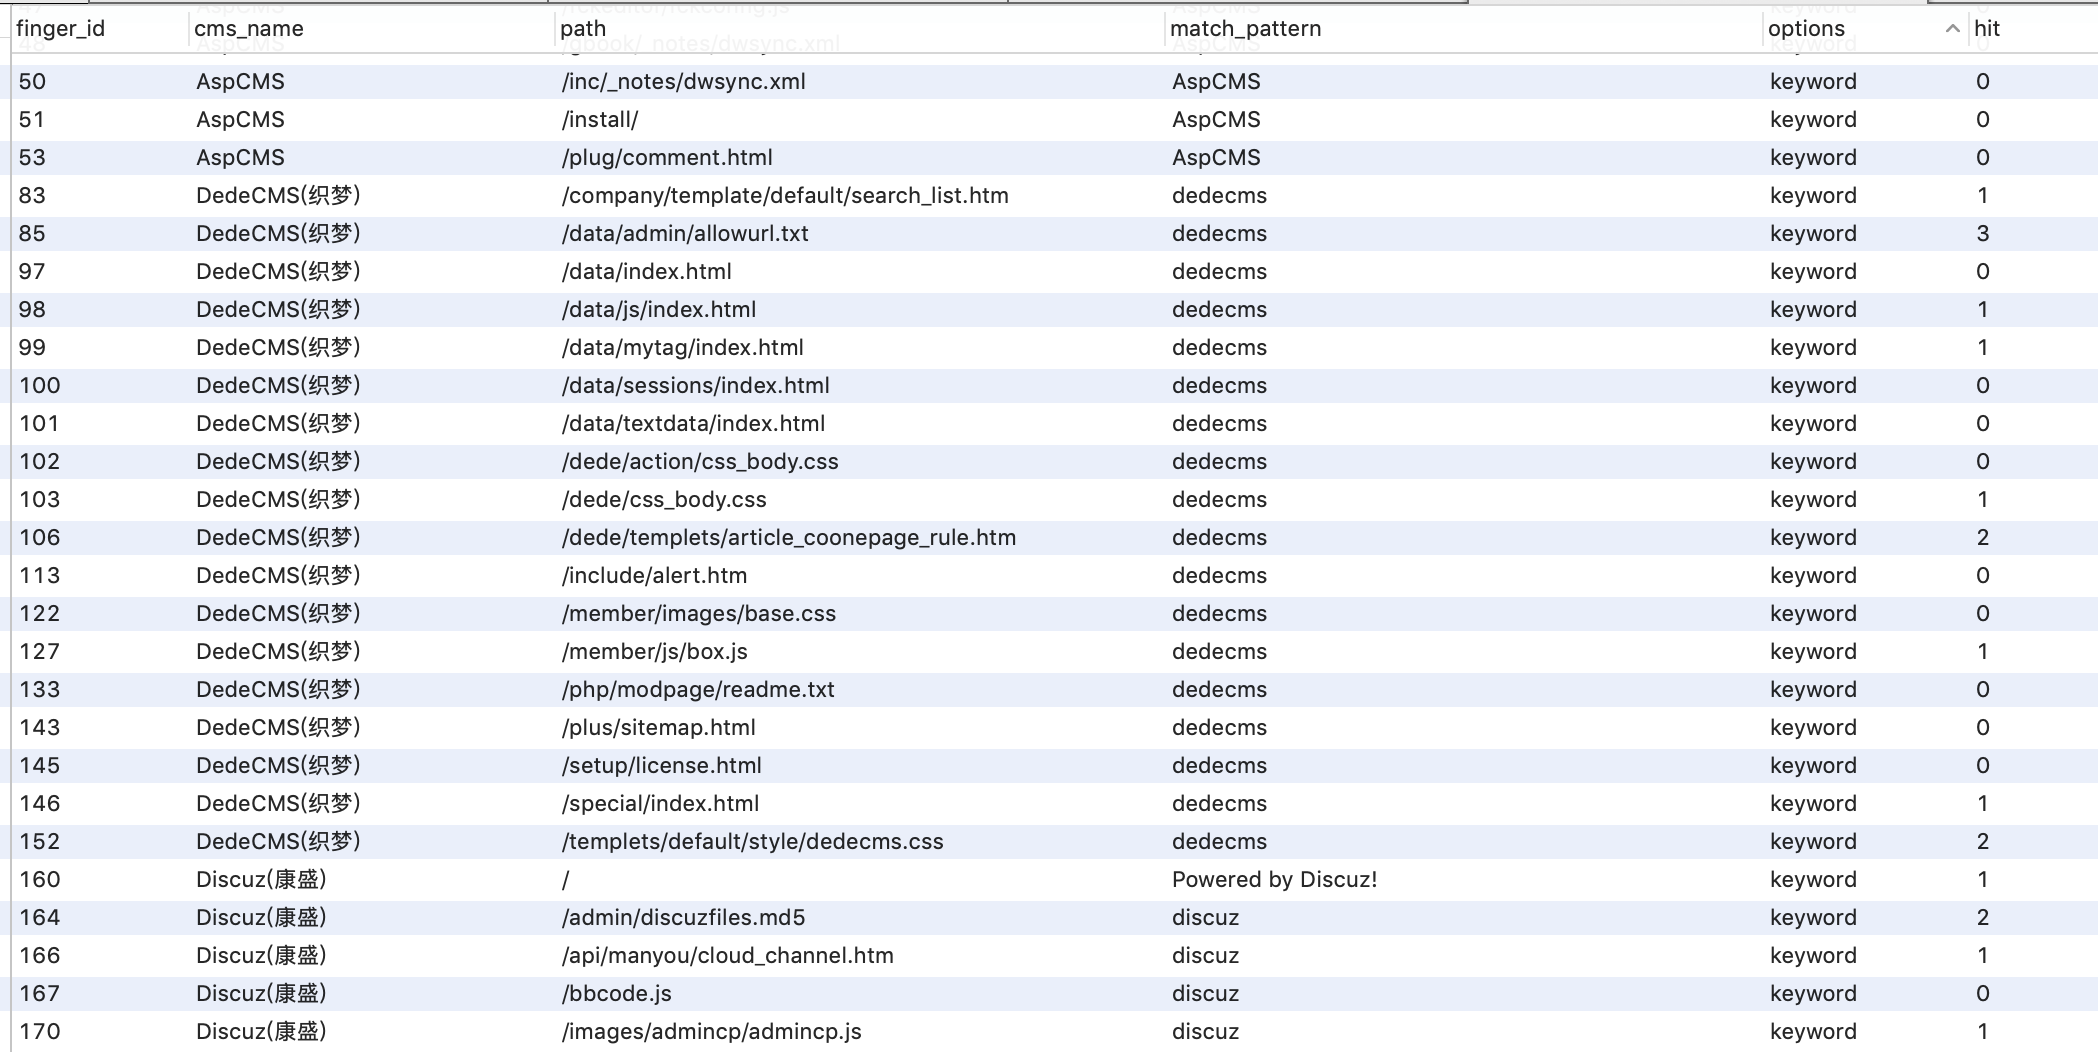 finger_id cms_name path match_pattern options hit
50 AspCMS /inc/_notes/dwsync.xml AspCMS keyword 0
51 AspCMS /install/ AspCMS keyword 0
53 AspCMS /plug/comment.html AspCMS keyword 0
83 DedeCMS(织梦) /company/template/default/search_list.htm dedecms keyword 1
85 DedeCMS(织梦) /data/admin/allowurl.txt dedecms keyword 3
97 DedeCMS(织梦) /data/index.html dedecms keyword 0
98 DedeCMS(织梦) /data/js/index.html dedecms keyword 1
99 DedeCMS(织梦) /data/mytag/index.html dedecms keyword 1
100 DedeCMS(织梦) /data/sessions/index.html dedecms keyword 0
101 DedeCMS(织梦) /data/textdata/index.html dedecms keyword 0
102 DedeCMS(织梦) /dede/action/css_body.css dedecms keyword 0
103 DedeCMS(织梦) /dede/css_body.css dedecms keyword 1
106 DedeCMS(织梦) /dede/templets/article_coonepage_rule.htm dedecms keyword 2
113 DedeCMS(织梦) /include/alert.htm dedecms keyword 0
122 DedeCMS(织梦) /member/images/base.css dedecms keyword 0
127 DedeCMS(织梦) /member/js/box.js dedecms keyword 1
133 DedeCMS(织梦) /php/modpage/readme.txt dedecms keyword 0
143 DedeCMS(织梦) /plus/sitemap.html dedecms keyword 0
145 DedeCMS(织梦) /setup/license.html dedecms keyword 0
146 DedeCMS(织梦) /special/index.html dedecms keyword 1
152 DedeCMS(织梦) /templets/default/style/dedecms.css dedecms keyword 2
160 Discuz(康盛) / Powered by Discuz! keyword 1
164 Discuz(康盛) /admin/discuzfiles.md5 discuz keyword 2
166 Discuz(康盛) /api/manyou/cloud_channel.htm discuz keyword 1
167 Discuz(康盛) /bbcode.js discuz keyword 0
170 Discuz(康盛) /images/admincp/admincp.js discuz keyword 1